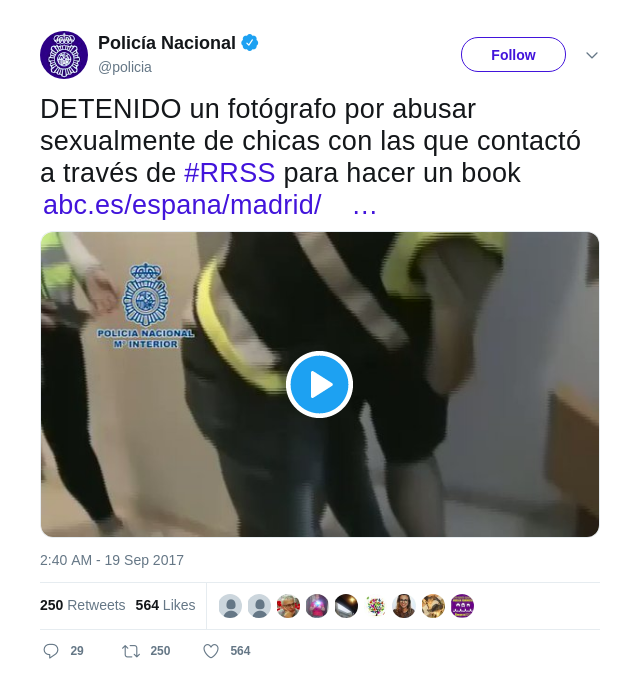 Policía Nacional
@policia
Follow
DETENIDO un fotógrafo por abusar
sexualmente de chicas con las que contactó
a través de #RRSS para hacer un book
abc.es/espana/madrid/ …
POLICIA NACIONAL
Mº INTERIOR
2:40 AM - 19 Sep 2017
250 Retweets 564 Likes
29 250 564